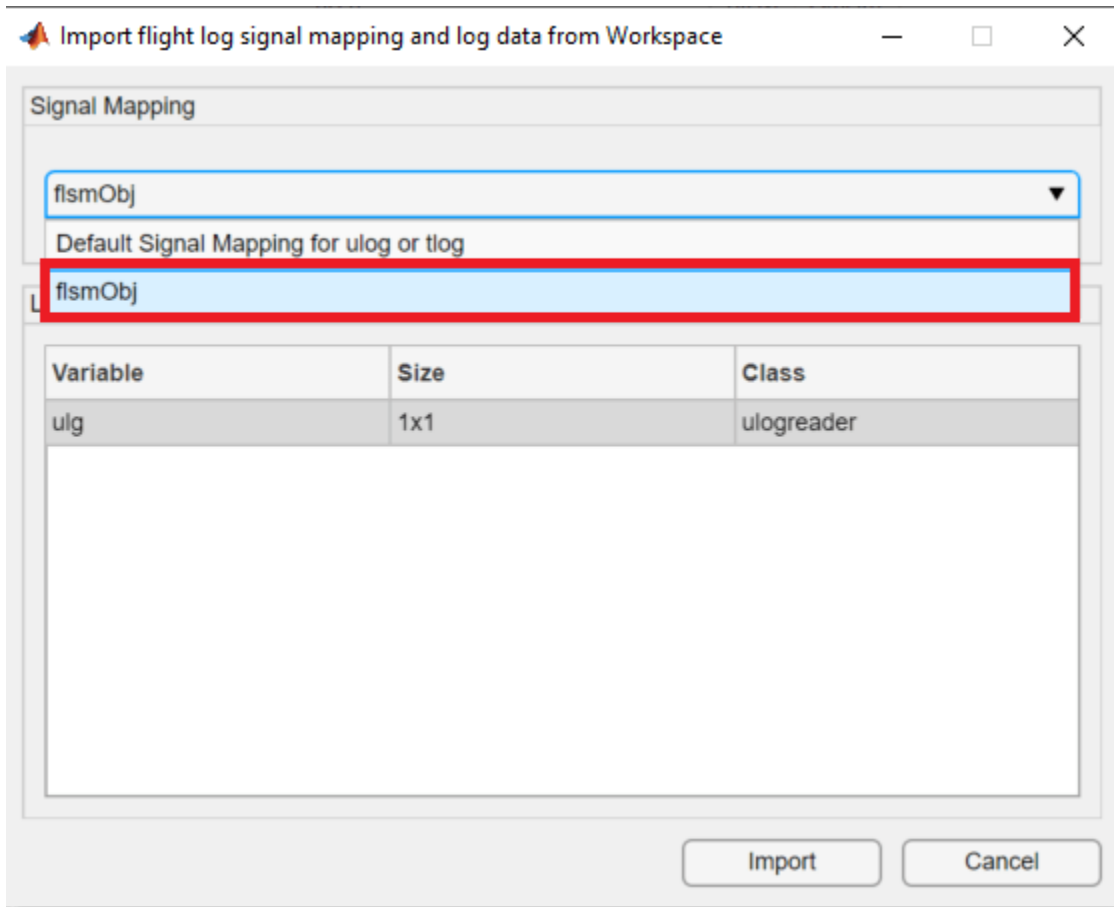 Import flight log signal mapping and log data from Workspace
Signal Mapping
flsmObj
Default Signal Mapping for ulog or tlog
flsmObj
Variable Size Class
ulg 1x1 ulogreader
Import Cancel